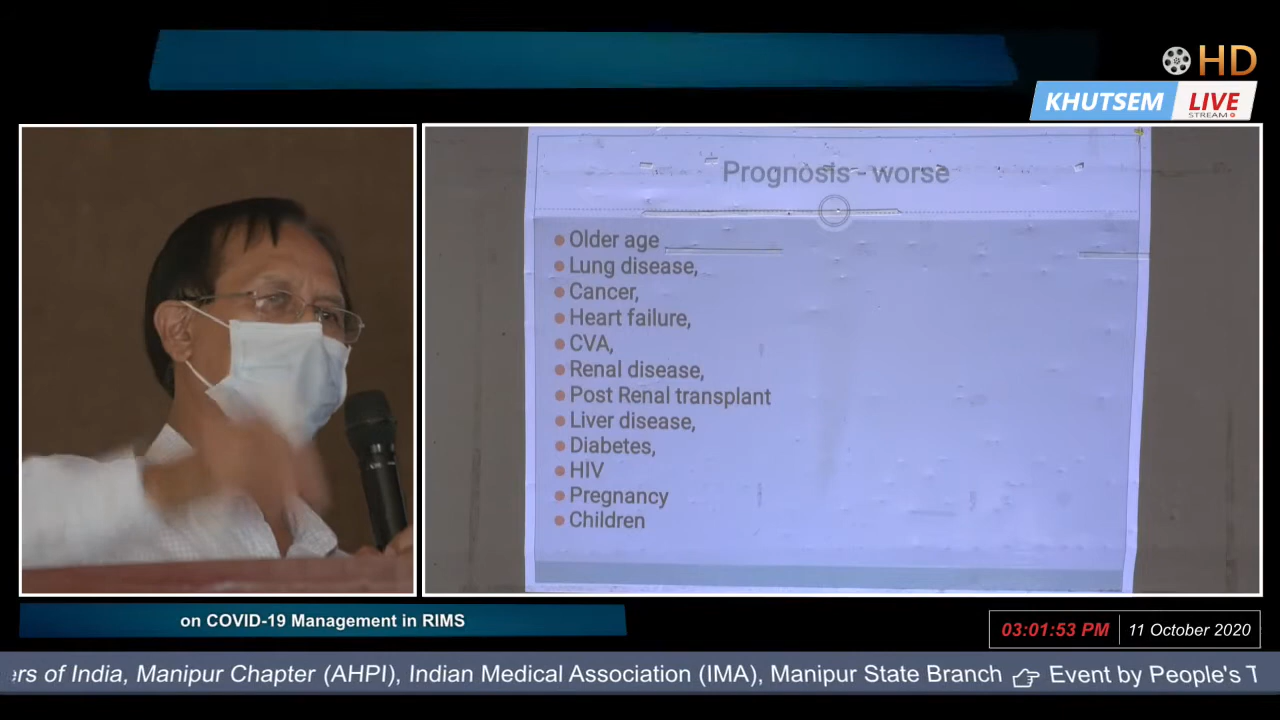 HD
KHUTSEM LIVE
STREAM
Prognosis - worse
Older age
Lung disease,
Cancer,
Heart failure,
CVA,
Renal disease,
Post Renal transplant
Liver disease,
Diabetes,
HIV
Pregnancy
Children
on COVID-19 Management in RIMS
03:01:53 PM 11 October 2020
of India, Manipur Chapter (AHPI), Indian Medical Association (IMA), Manipur State Branch Event by People's